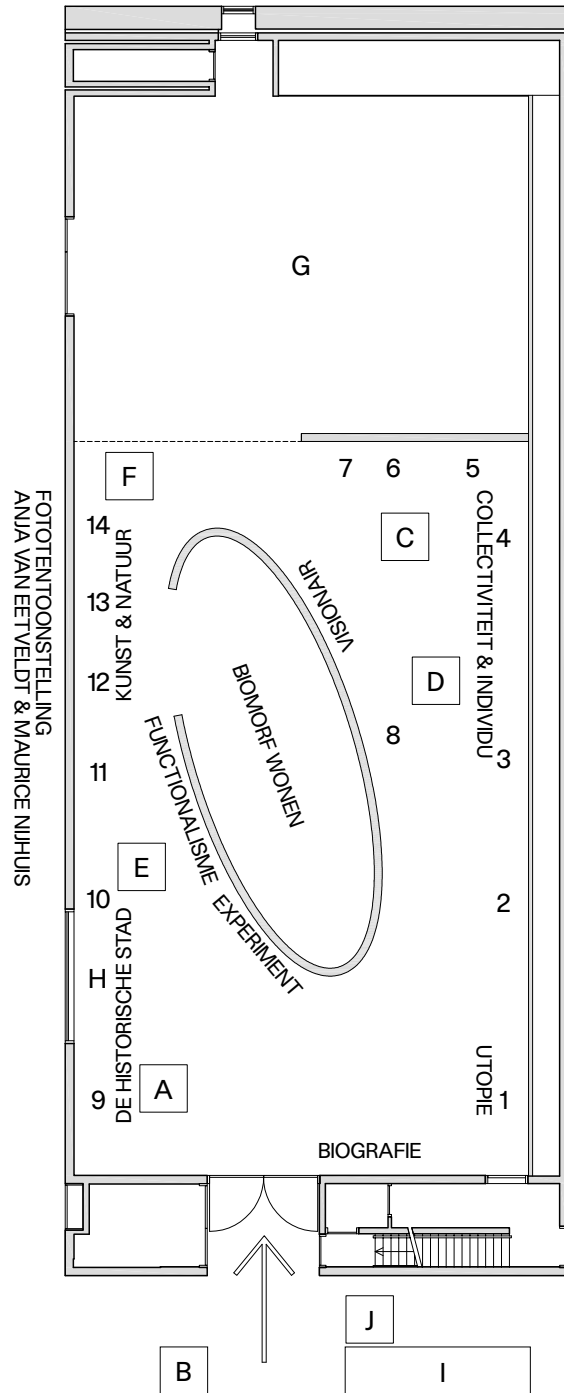 G
7 6 5
F
C
14
4
13
12
KUNST & NATUUR
VISIONAIR
COLLECTIVITEIT & INDIVIDU
FOTOTENTOONSTELLING
ANJA VAN EETVELDT & MAURICE NIJHUIS
D
BIOMORF WONEN
8
3
11
FUNCTIONALISME EXPERIMENT
E
10
2
H
DE HISTORISCHE STAD
A
9
UTOPIE
1
BIOGRAFIE
J
B
I